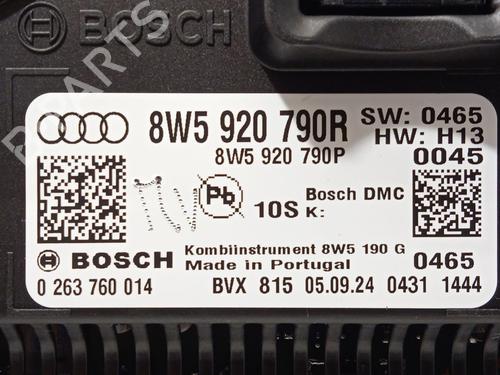 BOSCH
8W5 920 790R
SW: 0465
HW: H13
8W5 920 790P
0045
Pb
10S
Bosch DMC
K:
BOSCH
Kombiinstrument 8W5 190 G
Made in Portugal
0465
0 263 760 014
BVX 815 05.09.24 0431 1444